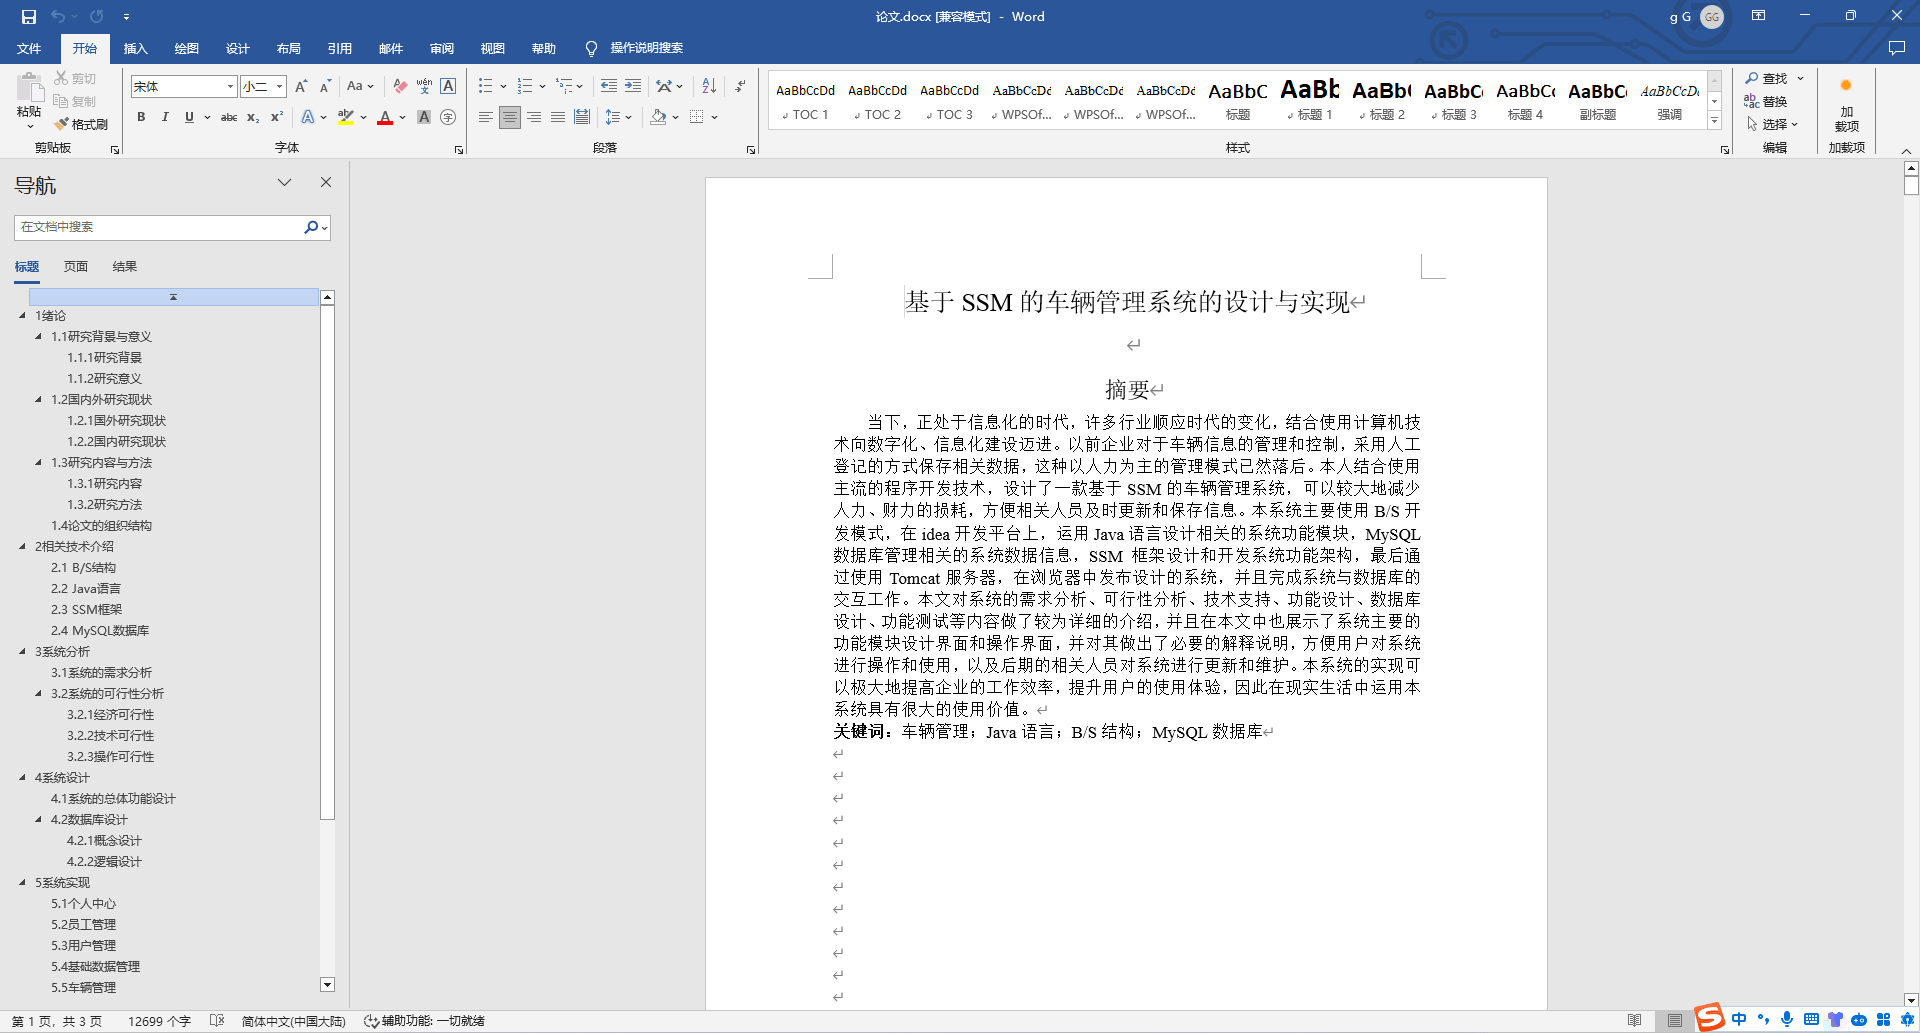 论文.docx [兼容模式] - Word
g G
GG
文件 开始 插入 绘图 设计 布局 引用 邮件 审阅 视图 帮助 操作说明搜索
粘贴
剪切
复制
格式刷
剪贴板
宋体 小二
字体
段落
AaBbCcDd AaBbCcDd AaBbCcDd AaBbCcDd AaBbCcDd AaBbCcDd AaBbC AaBb AaBb AaBbC AaBbC AaBbC AaBbCcDd
TOC 1 TOC 2 TOC 3 WPSOf... WPSOf... WPSOf... 标题 标题 1 标题 2 标题 3 标题 4 副标题 强调
样式
查找
替换
选择
编辑
加载项
加载项
导航
在文档中搜索
标题 页面 结果
1绪论
1.1研究背景与意义
1.1.1研究背景
1.1.2研究意义
1.2国内外研究现状
1.2.1国外研究现状
1.2.2国内研究现状
1.3研究内容与方法
1.3.1研究内容
1.3.2研究方法
1.4论文的组织结构
2相关技术介绍
2.1 B/S结构
2.2 Java语言
2.3 SSM框架
2.4 MySQL数据库
3系统分析
3.1系统的需求分析
3.2系统的可行性分析
3.2.1经济可行性
3.2.2技术可行性
3.2.3操作可行性
4系统设计
4.1系统的总体功能设计
4.2数据库设计
4.2.1概念设计
4.2.2逻辑设计
5系统实现
5.1个人中心
5.2员工管理
5.3用户管理
5.4基础数据管理
5.5车辆管理
基于 SSM 的车辆管理系统的设计与实现
摘要
当下，正处于信息化的时代，许多行业顺应时代的变化，结合使用计算机技
术向数字化、信息化建设迈进。以前企业对于车辆信息的管理和控制，采用人工
登记的方式保存相关数据，这种以人力为主的管理模式已然落后。本人结合使用
主流的程序开发技术，设计了一款基于 SSM 的车辆管理系统，可以较大地减少
人力、财力的损耗，方便相关人员及时更新和保存信息。本系统主要使用 B/S 开
发模式，在 idea 开发平台上，运用 Java 语言设计相关的系统功能模块，MySQL
数据库管理相关的系统数据信息，SSM 框架设计和开发系统功能架构，最后通
过使用 Tomcat 服务器，在浏览器中发布设计的系统，并且完成系统与数据库的
交互工作。本文对系统的需求分析、可行性分析、技术支持、功能设计、数据库
设计、功能测试等内容做了较为详细的介绍，并且在本文中也展示了系统主要的
功能模块设计界面和操作界面，并对其做出了必要的解释说明，方便用户对系统
进行操作和使用，以及后期的相关人员对系统进行更新和维护。本系统的实现可
以极大地提高企业的工作效率，提升用户的使用体验，因此在现实生活中运用本
系统具有很大的使用价值。
关键词：车辆管理；Java 语言；B/S 结构；MySQL 数据库
第 1 页，共 3 页 12699 个字 简体中文(中国大陆) 辅助功能: 一切就绪
中